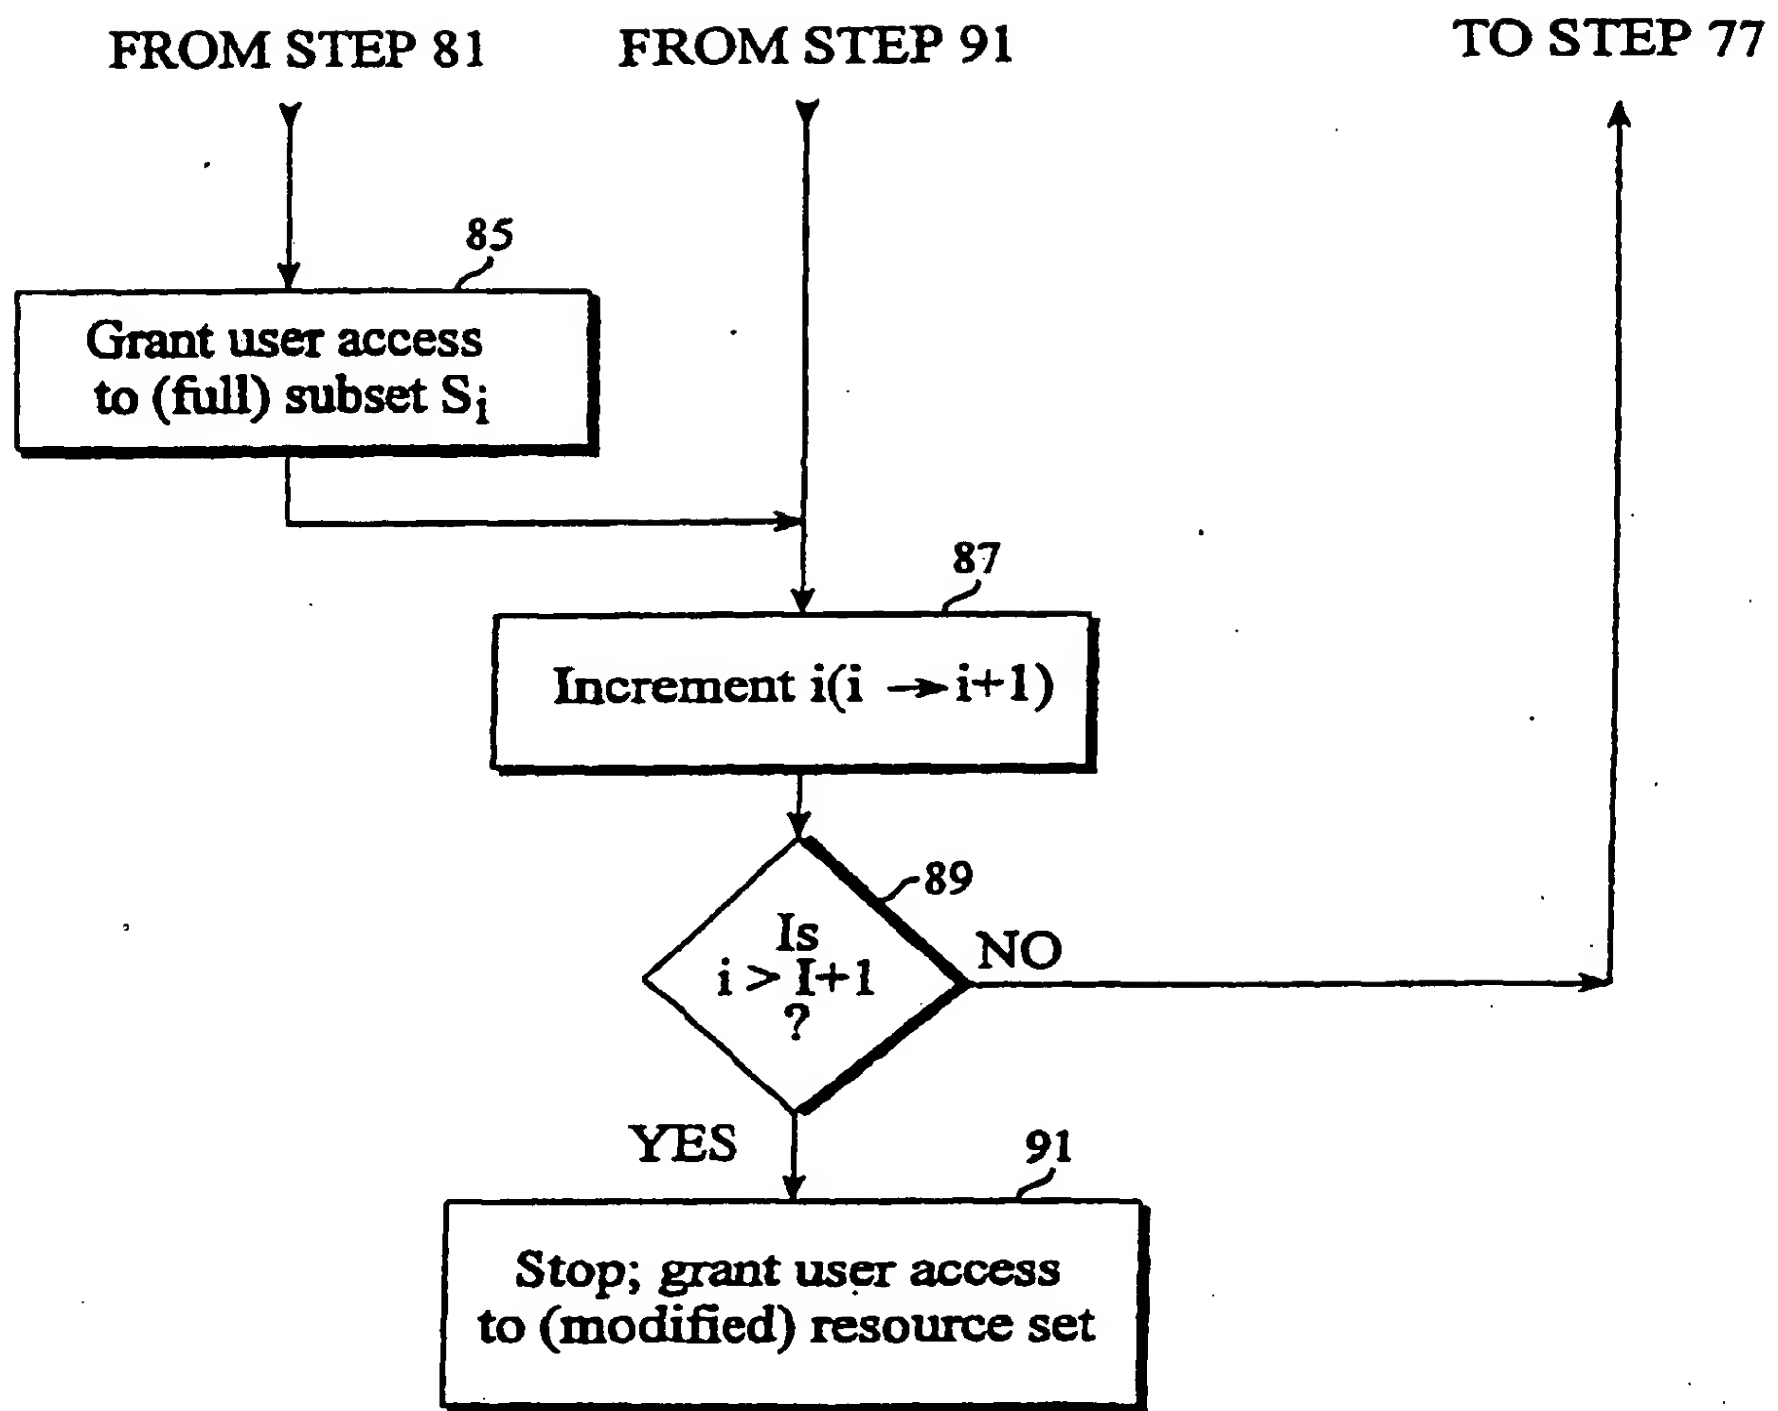 FROM STEP 81
FROM STEP 91
TO STEP 77
85
Grant user access
to (full) subset Si
87
Increment i(i → i+1)
89
Is
i > I+1
?
NO
YES
91
Stop; grant user access
to (modified) resource set